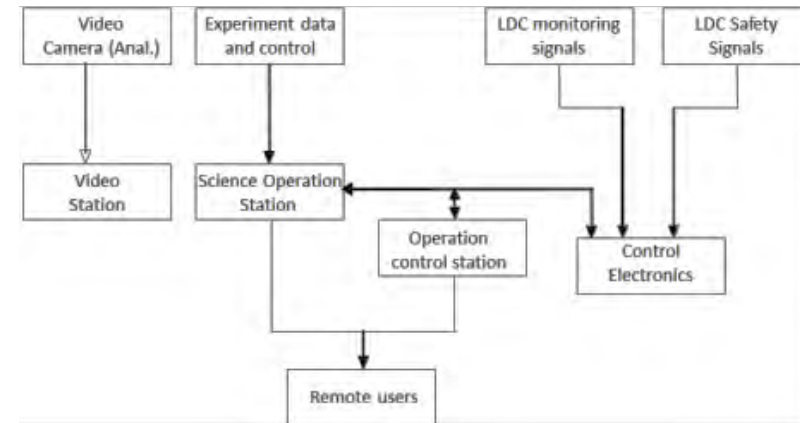 Video
Camera (Anal.)
Experiment data
and control
LDC monitoring
signals
LDC Safety
Signals
Video
Station
Science Operation
Station
Operation
control station
Control
Electronics
Remote users